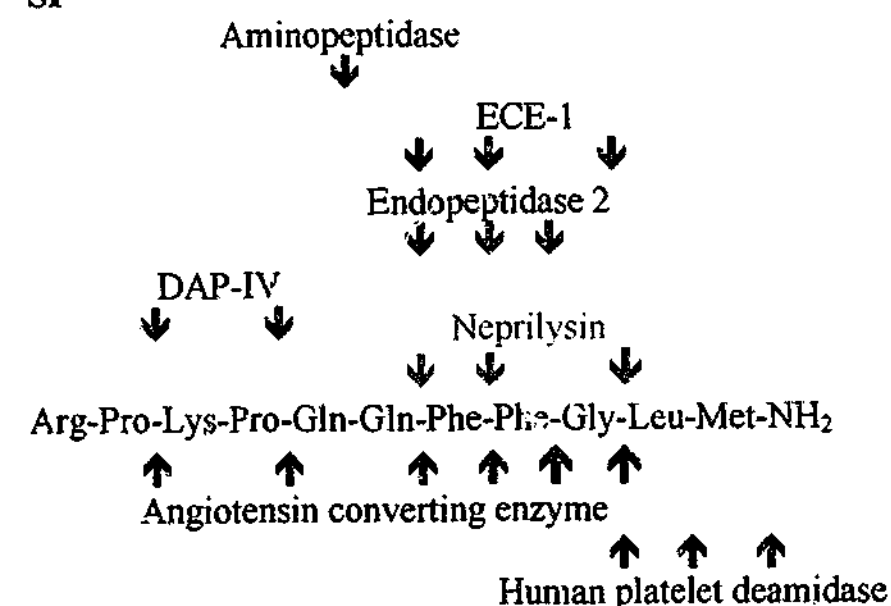 SP
Aminopeptidase
ECE-1
Endopeptidase 2
DAP-IV
Neprilysin
Arg-Pro-Lys-Pro-Gln-Gln-Phe-Phe-Gly-Leu-Met-NH₂
Angiotensin converting enzyme
Human platelet deamidase